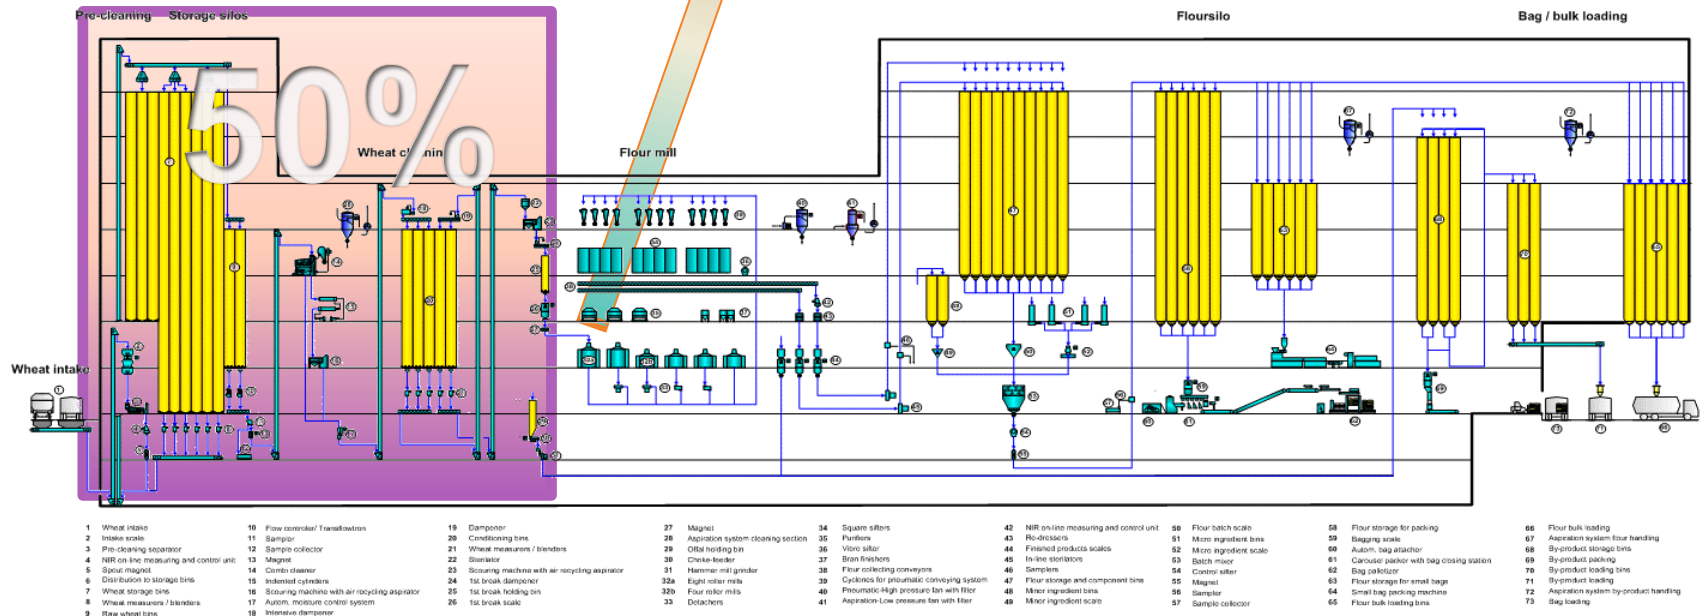 Pre-cleaning Storage silos
Floursilo
Bag / bulk loading
50%
Wheat cleaning
Flour mill
Wheat intake
1 Wheat intake
2 Intake scale
3 Pre-cleaning separator
4 NIR on-line measuring and control unit
5 Spout magnet
6 Distribution to storage bins
7 Wheat storage bins
8 Wheat measurers / blenders
9 Raw wheat bins
10 Flow controler/ Transflowtron
11 Sampler
12 Sample collector
13 Magnet
14 Combi cleaner
15 Indented cylinders
16 Scouring machine with air recycling aspirator
17 Autom. moisture control system
18 Intensive dampener
19 Dampener
20 Conditioning bins
21 Wheat measurers / blenders
22 Sterilator
23 Scouring machine with air recycling aspirator
24 1st break dampener
25 1st break holding bin
26 1st break scale
27 Magnet
28 Aspiration system cleaning section
29 Offal holding bin
30 Choke-feeder
31 Hammer mill grinder
32a Eight roller mills
32b Four roller mills
33 Detachers
34 Square sifters
35 Purifiers
36 Vibro sifter
37 Bran finishers
38 Flour collecting conveyors
39 Cyclones for pneumatic conveying system
40 Pneumatic-High pressure fan with filter
41 Aspiration-Low pressure fan with filter
42 NIR on-line measuring and control unit
43 Re-dressers
44 Finished products scales
45 In-line sterilators
46 Samplers
47 Flour storage and component bins
48 Minor ingredient bins
49 Minor ingredient scale
50 Flour batch scale
51 Micro ingredient bins
52 Micro ingredient scale
53 Batch mixer
54 Control sifter
55 Magnet
56 Sampler
57 Sample collector
58 Flour storage for packing
59 Bagging scale
60 Autom. bag attacher
61 Carousel packer with bag closing station
62 Bag palletizer
63 Flour storage for small bags
64 Small bag packing machine
65 Flour bulk loading bins
66 Flour bulk loading
67 Aspiration system flour handling
68 By-product storage bins
69 By-product packing
70 By-product loading bins
71 By-product loading
72 Aspiration system by-product handling
73 Bag loading